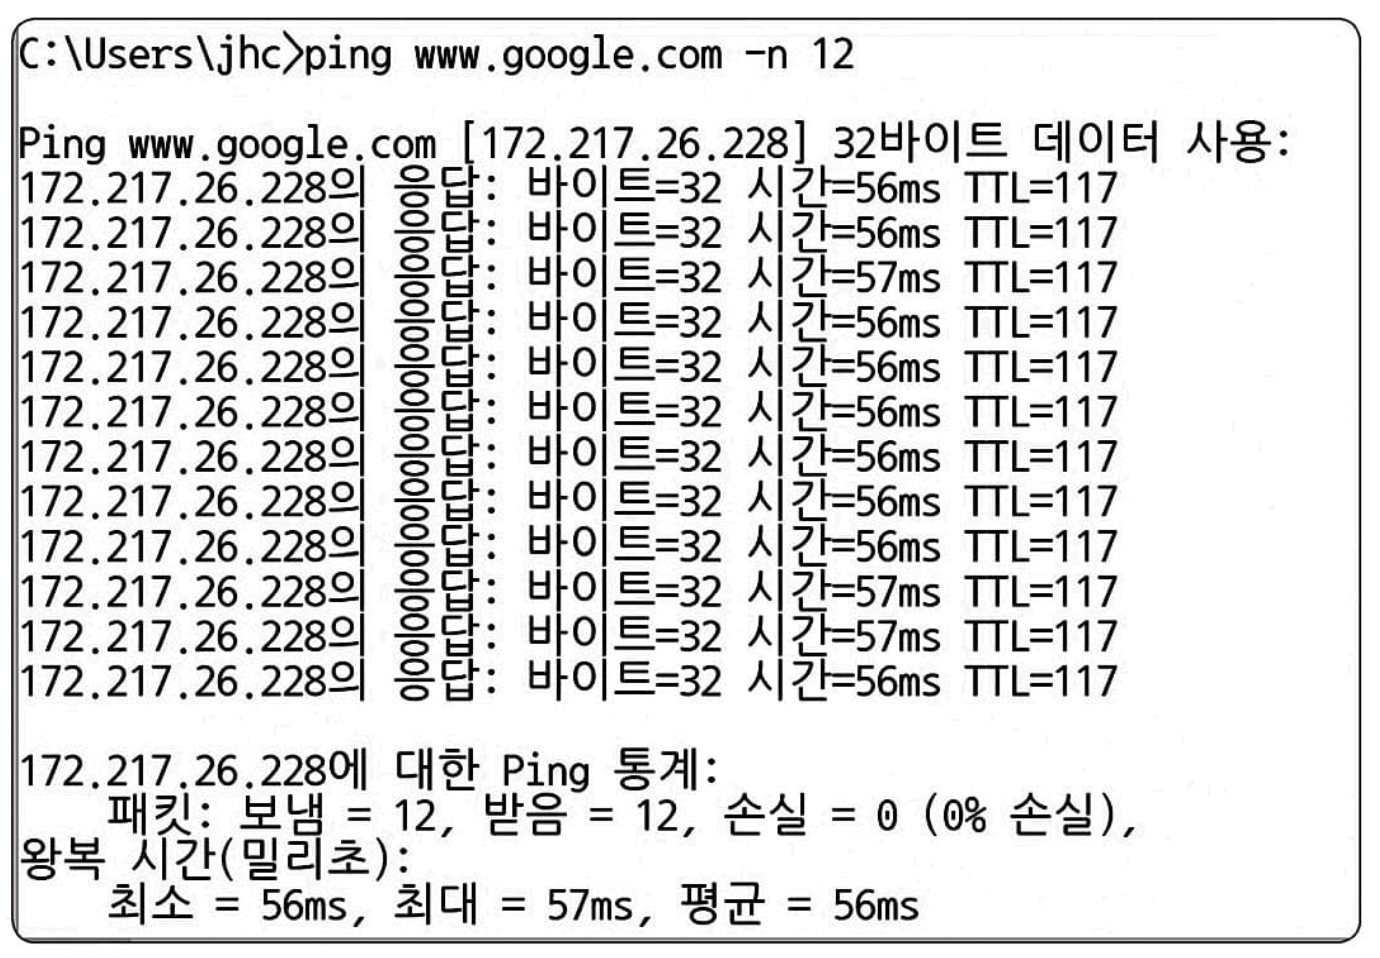 C:\Users\jhc>ping www.google.com -n 12
Ping www.google.com [172.217.26.228] 32바이트 데이터 사용:
172.217.26.228의 응답: 바이트=32 시간=56ms TTL=117
172.217.26.228의 응답: 바이트=32 시간=56ms TTL=117
172.217.26.228의 응답: 바이트=32 시간=57ms TTL=117
172.217.26.228의 응답: 바이트=32 시간=56ms TTL=117
172.217.26.228의 응답: 바이트=32 시간=56ms TTL=117
172.217.26.228의 응답: 바이트=32 시간=56ms TTL=117
172.217.26.228의 응답: 바이트=32 시간=56ms TTL=117
172.217.26.228의 응답: 바이트=32 시간=56ms TTL=117
172.217.26.228의 응답: 바이트=32 시간=56ms TTL=117
172.217.26.228의 응답: 바이트=32 시간=57ms TTL=117
172.217.26.228의 응답: 바이트=32 시간=57ms TTL=117
172.217.26.228의 응답: 바이트=32 시간=56ms TTL=117
172.217.26.228에 대한 Ping 통계:
패킷: 보냄 = 12, 받음 = 12, 손실 = 0 (0% 손실),
왕복 시간(밀리초):
최소 = 56ms, 최대 = 57ms, 평균 = 56ms